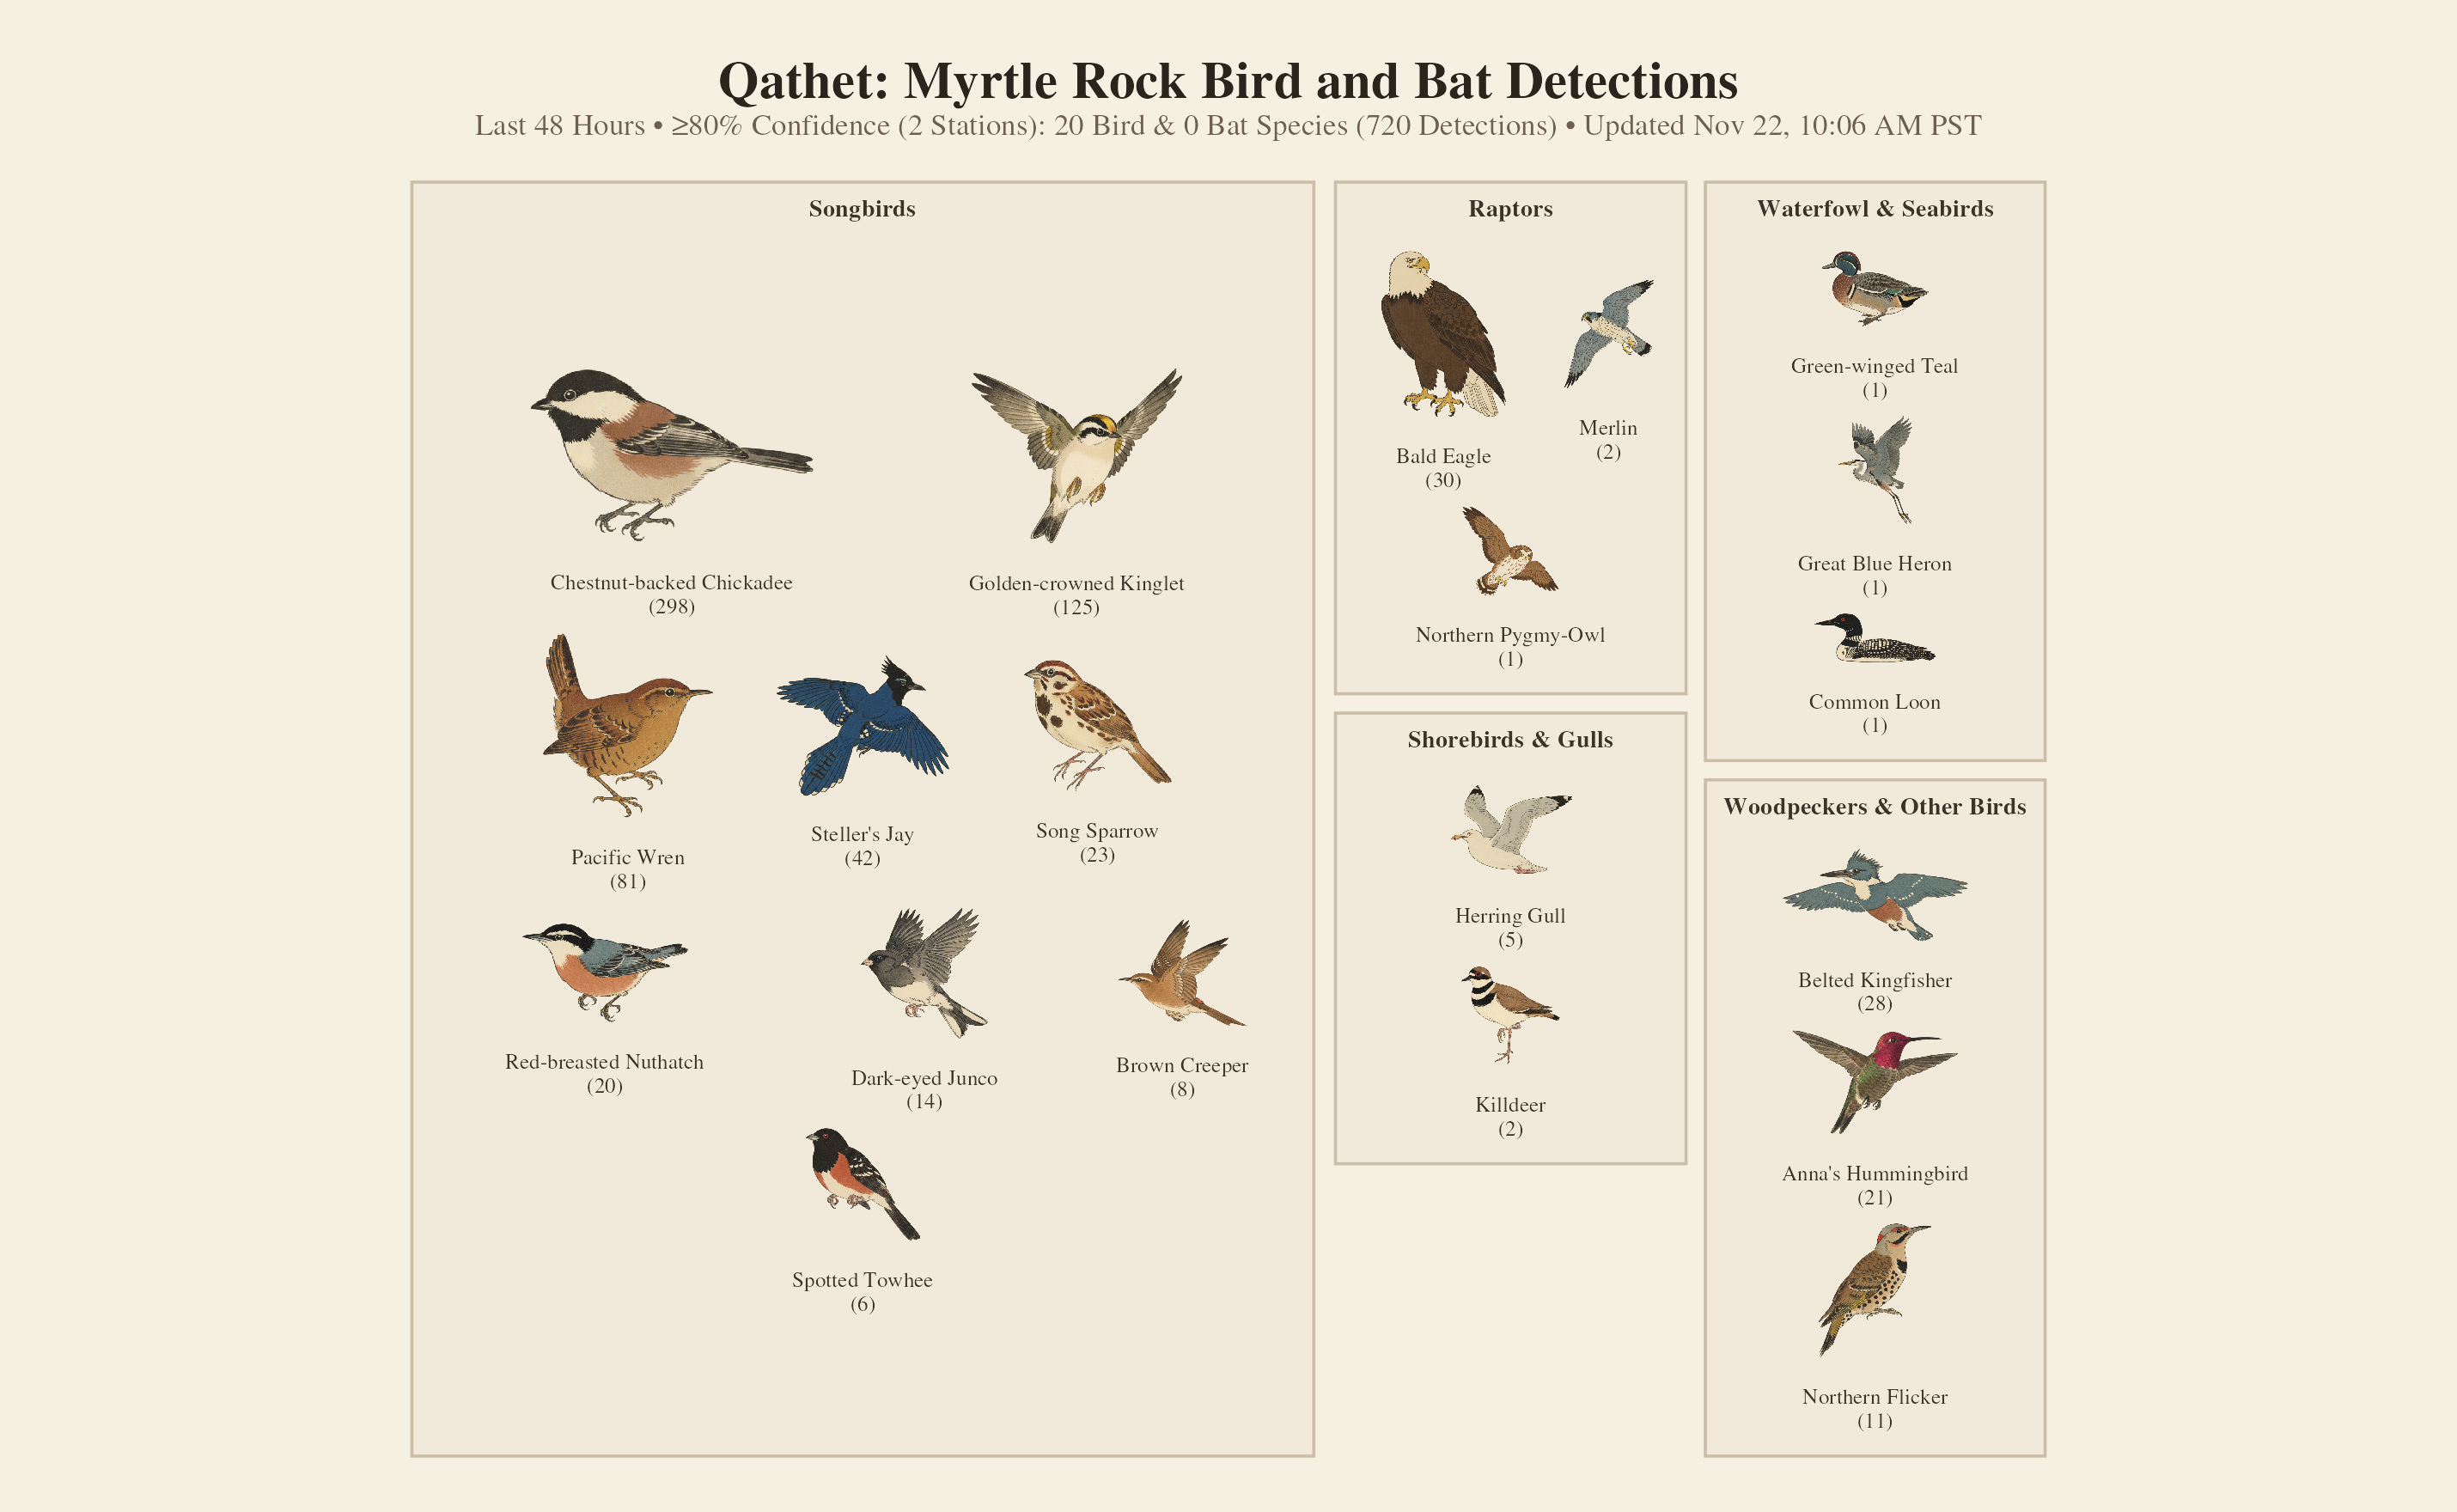 Qathet: Myrtle Rock Bird and Bat Detections
Last 48 Hours • ≥80% Confidence (2 Stations): 20 Bird & 0 Bat Species (720 Detections) • Updated Nov 22, 10:06 AM PST
Songbirds
Chestnut-backed Chickadee
(298)
Golden-crowned Kinglet
(125)
Pacific Wren
(81)
Steller's Jay
(42)
Song Sparrow
(23)
Red-breasted Nuthatch
(20)
Dark-eyed Junco
(14)
Brown Creeper
(8)
Spotted Towhee
(6)
Raptors
Bald Eagle
(30)
Merlin
(2)
Northern Pygmy-Owl
(1)
Shorebirds & Gulls
Herring Gull
(5)
Killdeer
(2)
Waterfowl & Seabirds
Green-winged Teal
(1)
Great Blue Heron
(1)
Common Loon
(1)
Woodpeckers & Other Birds
Belted Kingfisher
(28)
Anna's Hummingbird
(21)
Northern Flicker
(11)